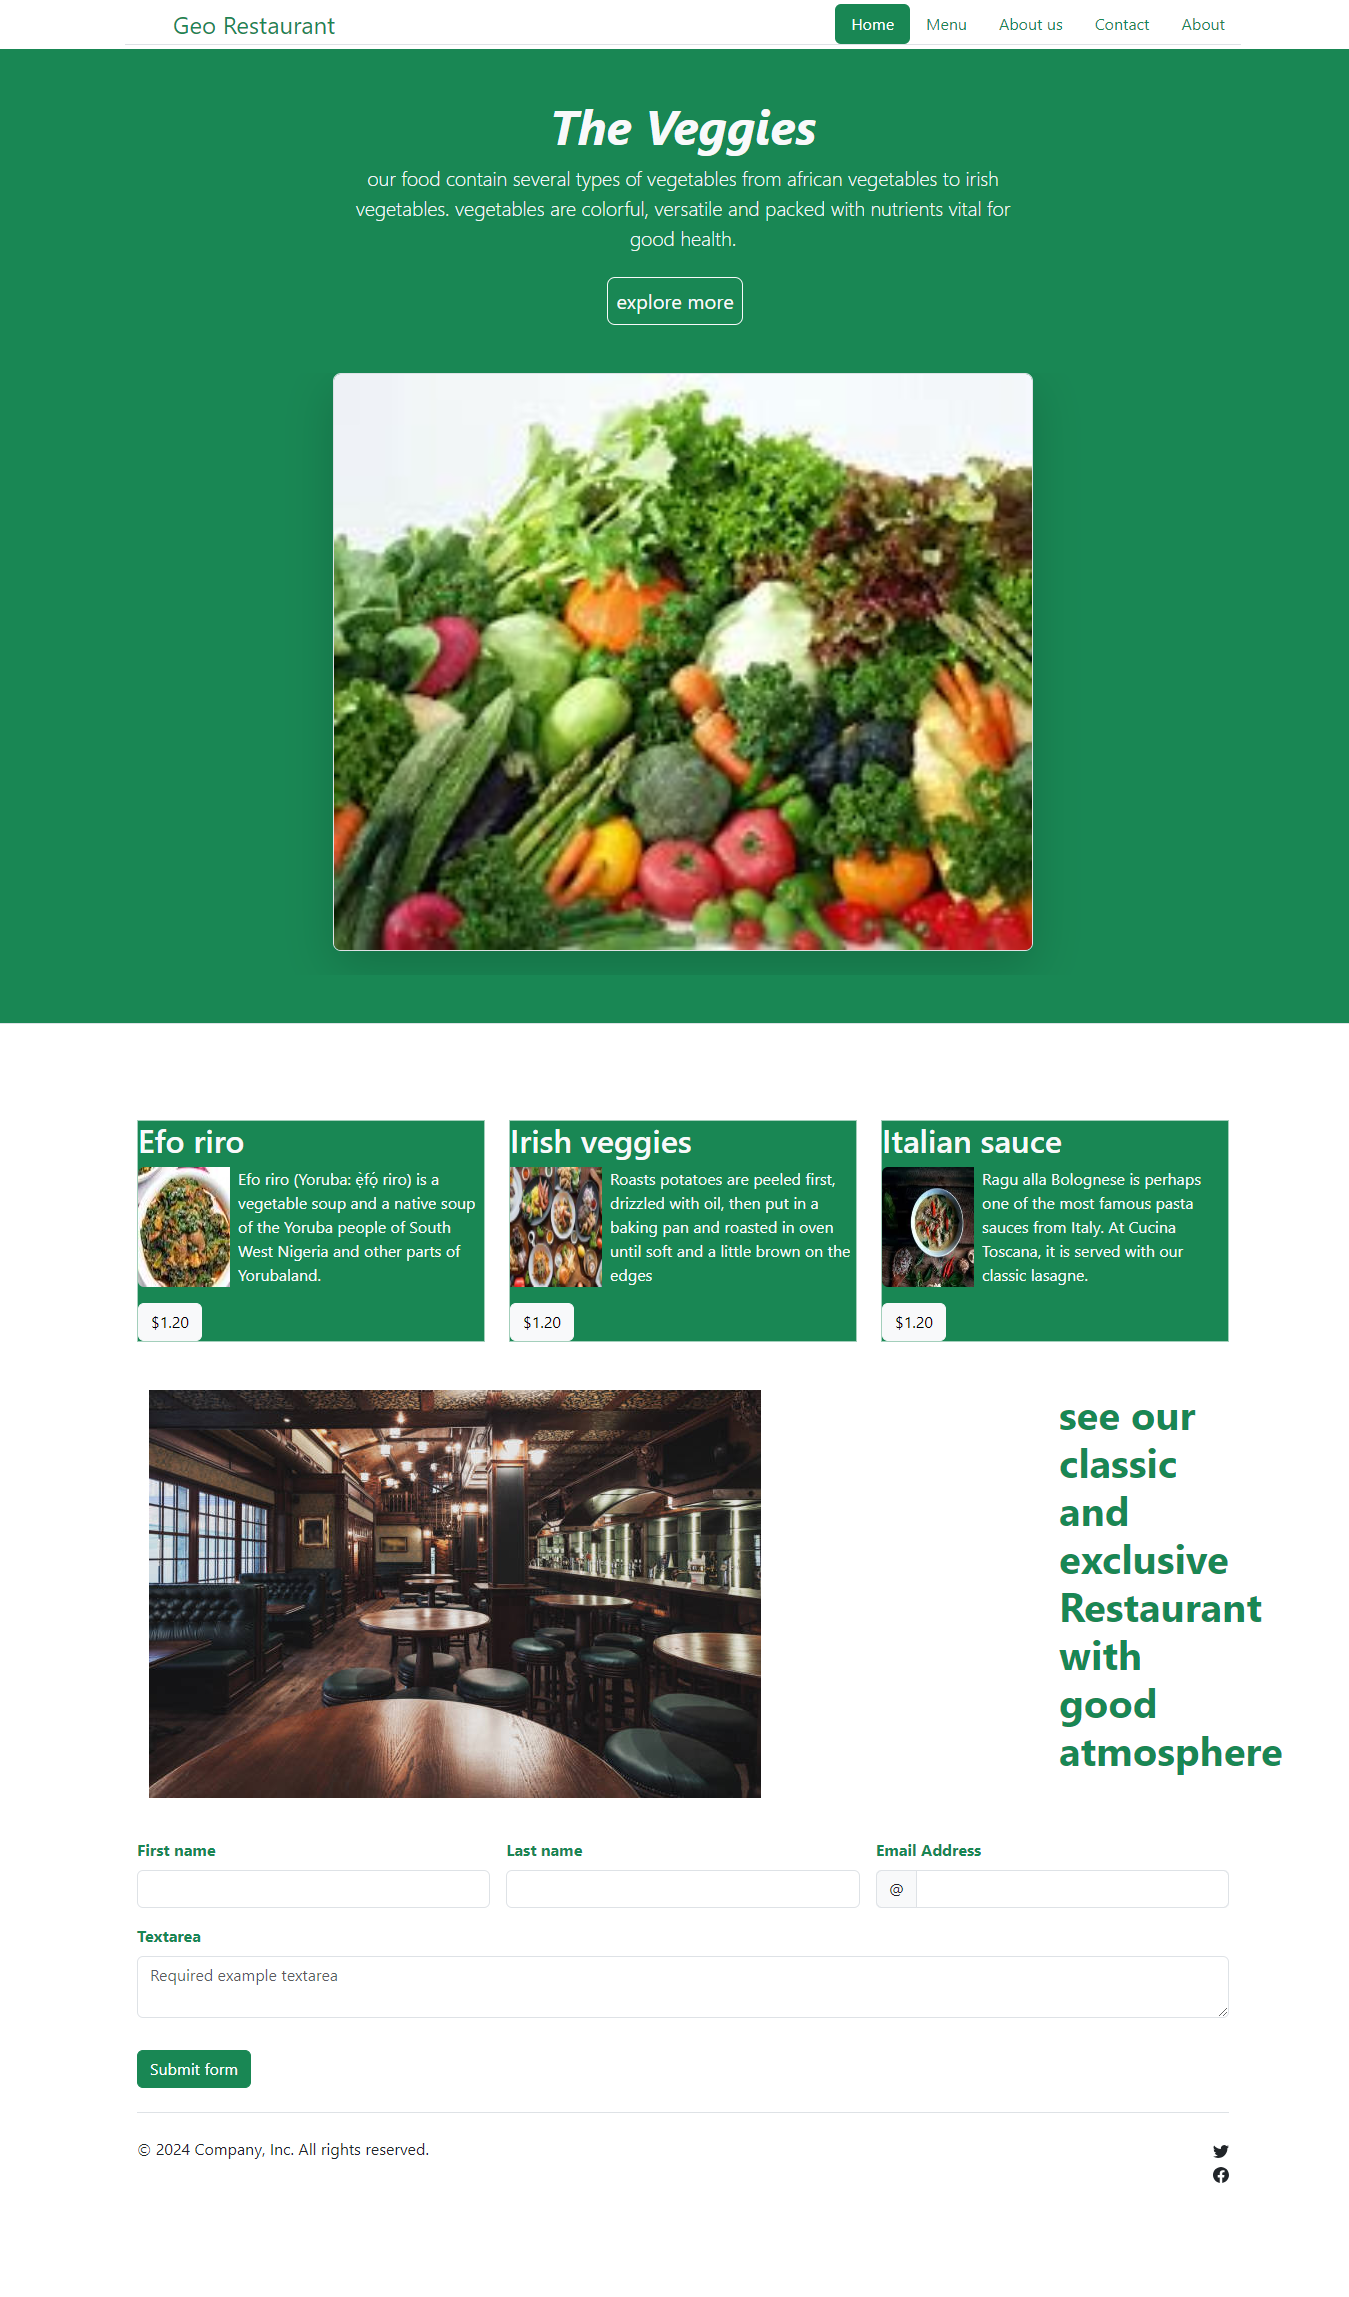 Geo Restaurant
Home Menu About us Contact About
The Veggies
our food contain several types of vegetables from african vegetables to irish
vegetables. vegetables are colorful, versatile and packed with nutrients vital for
good health.
explore more
Efo riro
Efo riro (Yoruba: ẹ̀fọ́ riro) is a
vegetable soup and a native soup
of the Yoruba people of South
West Nigeria and other parts of
Yorubaland.
$1.20
Irish veggies
Roasts potatoes are peeled first,
drizzled with oil, then put in a
baking pan and roasted in oven
until soft and a little brown on the
edges
$1.20
Italian sauce
Ragu alla Bolognese is perhaps
one of the most famous pasta
sauces from Italy. At Cucina
Toscana, it is served with our
classic lasagne.
$1.20
see our
classic
and
exclusive
Restaurant
with
good
atmosphere
First name
Last name
Email Address
@
Textarea
Required example textarea
Submit form
© 2024 Company, Inc. All rights reserved.